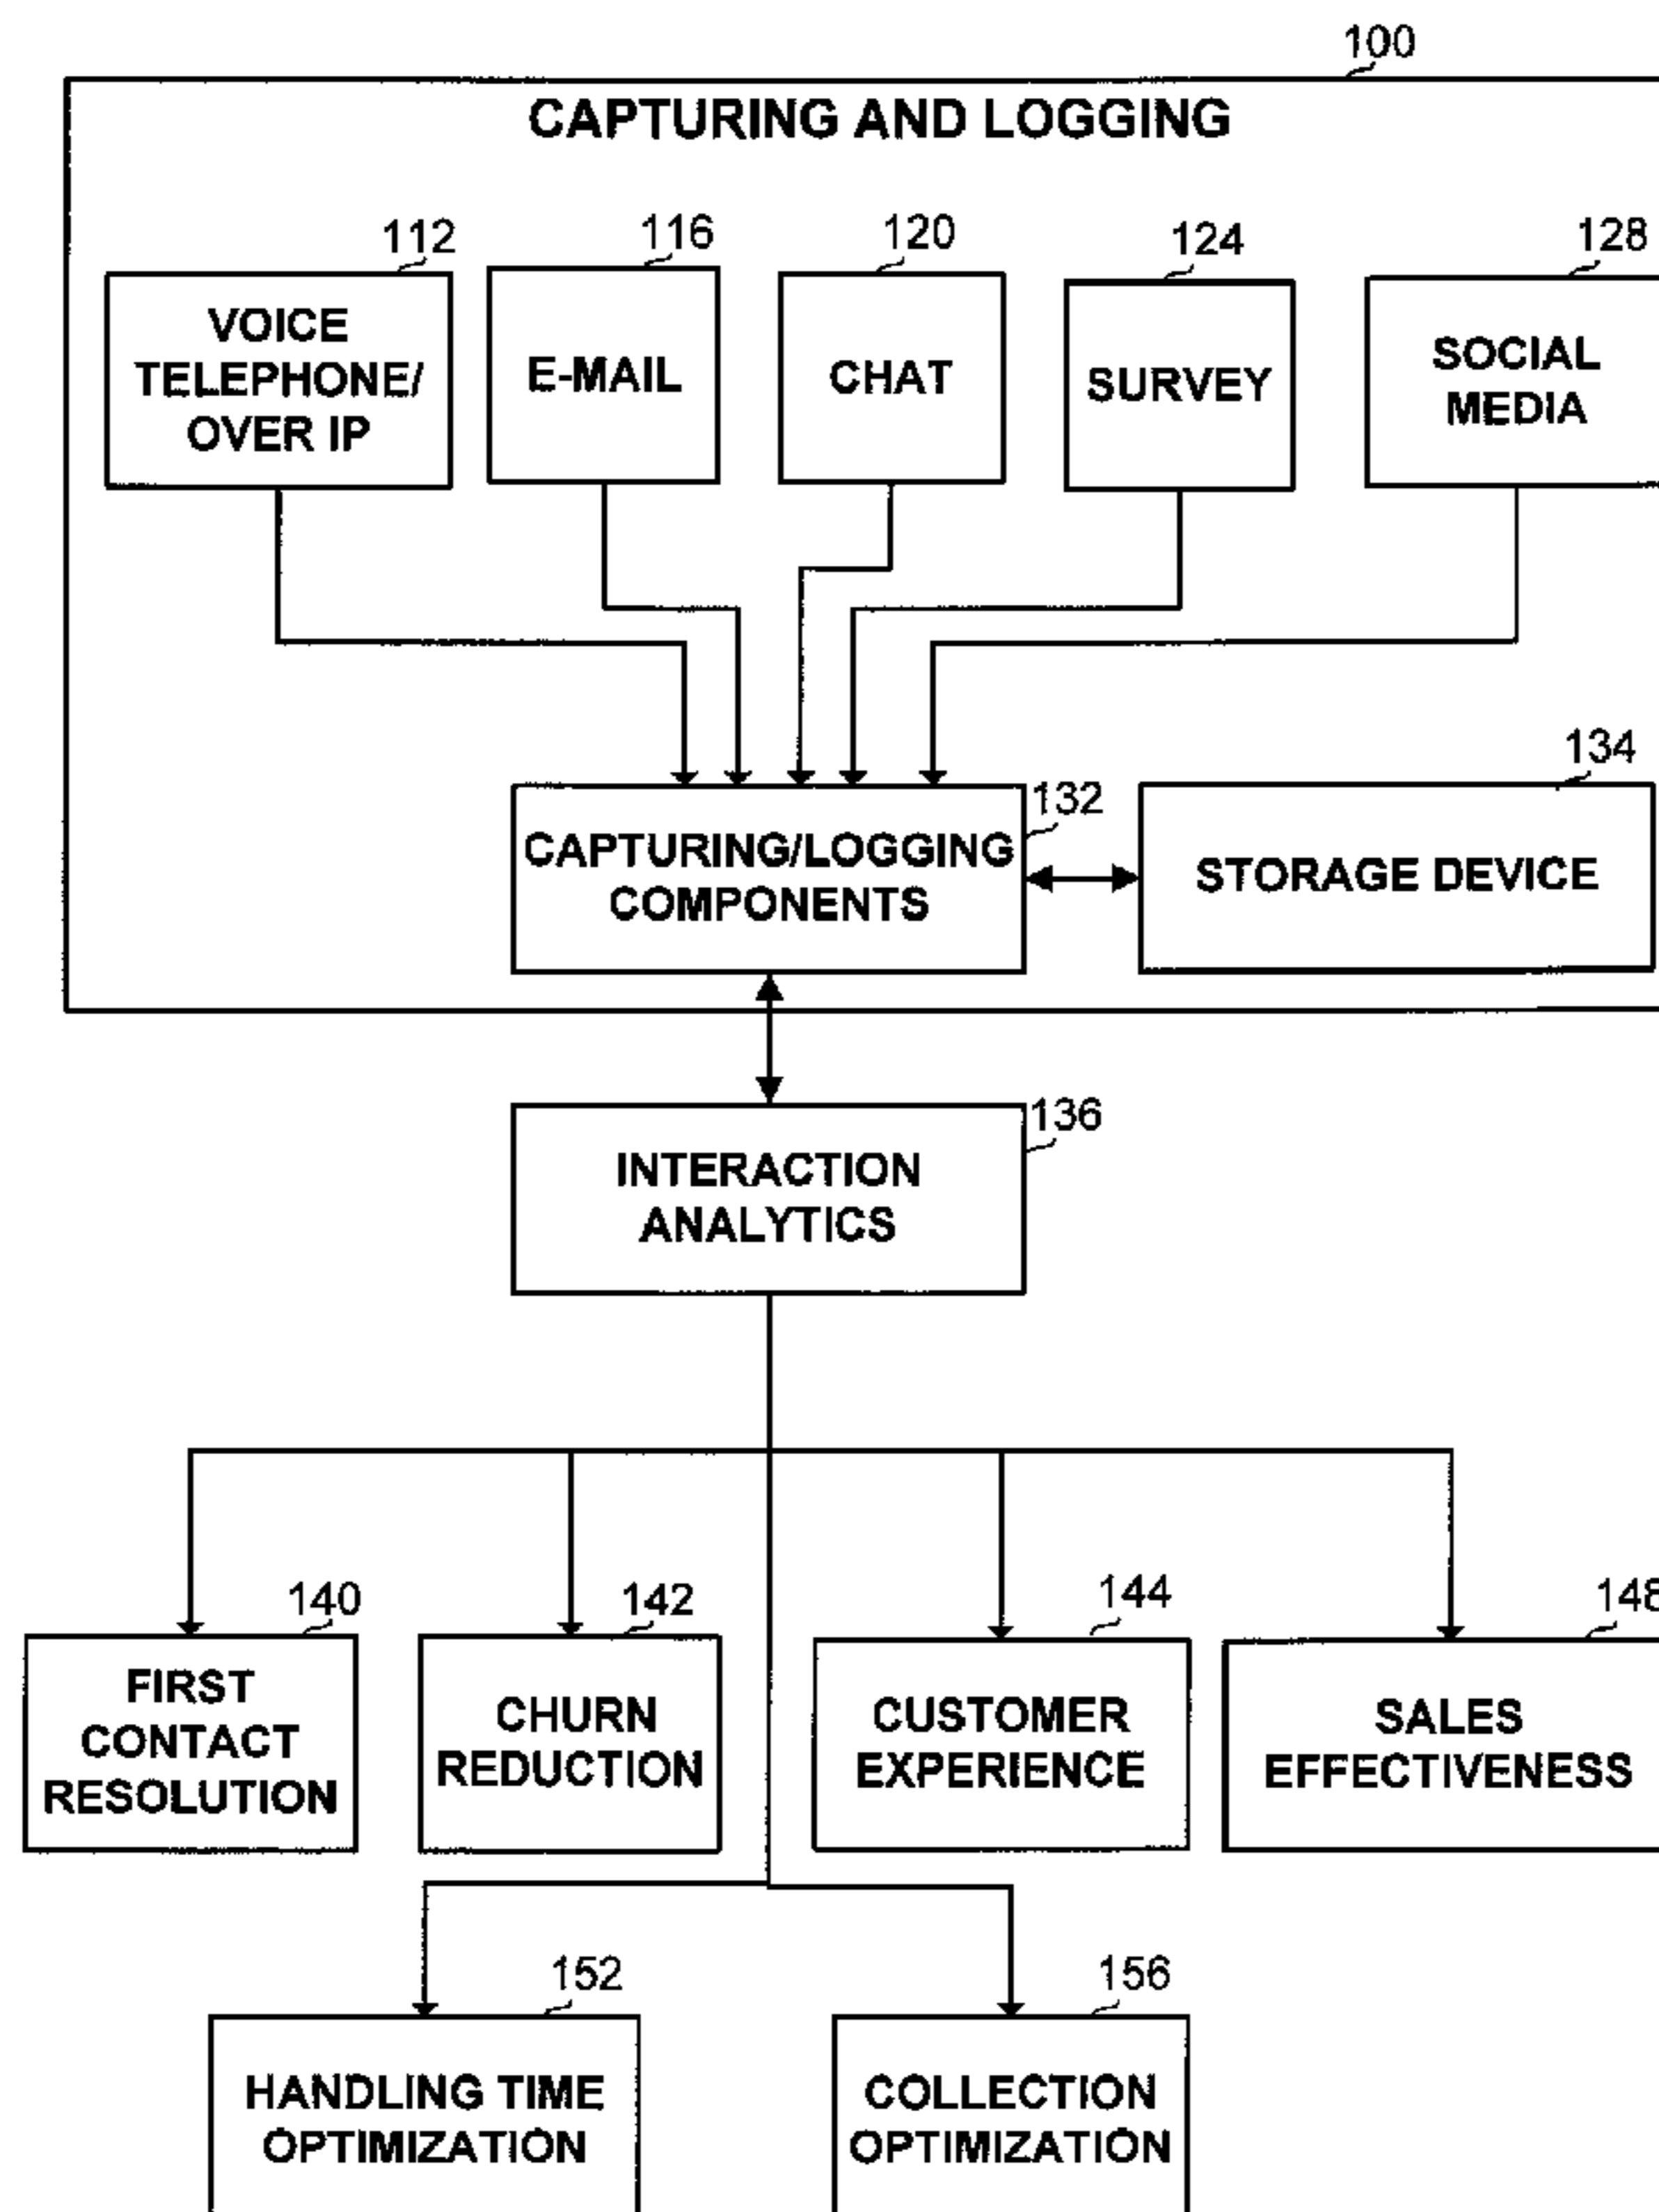 100
CAPTURING AND LOGGING
112
116
120
124
128
VOICE
TELEPHONE/
OVER IP
E-MAIL
CHAT
SURVEY
SOCIAL
MEDIA
132
134
CAPTURING/LOGGING
COMPONENTS
STORAGE DEVICE
136
INTERACTION
ANALYTICS
140
142
144
148
FIRST
CONTACT
RESOLUTION
CHURN
REDUCTION
CUSTOMER
EXPERIENCE
SALES
EFFECTIVENESS
152
156
HANDLING TIME
OPTIMIZATION
COLLECTION
OPTIMIZATION